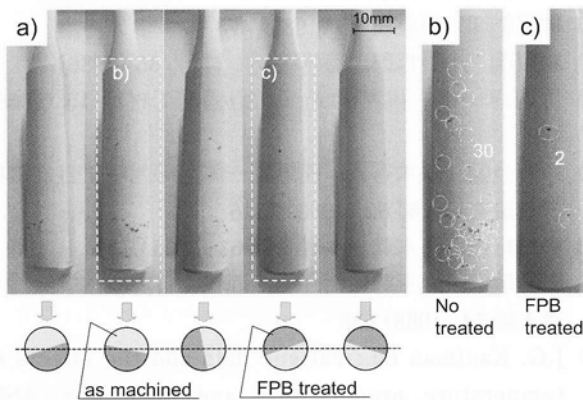 a)
10mm
b)
c)
b)
30
No
treated
c)
2
FPB
treated
as machined
FPB treated